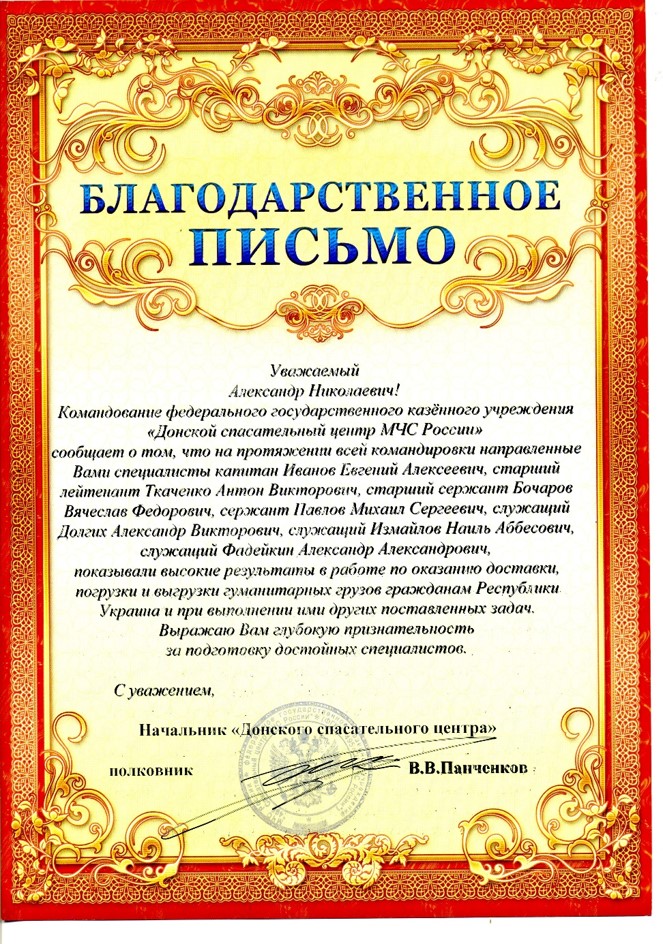 БЛАГОДАРСТВЕННОЕ
ПИСЬМО
Уважаемый
Александр Николаевич!
Командование федерального государственного казённого учреждения
«Донской спасательный центр МЧС России»
сообщает о том, что на протяжении всей командировки направленные
Вами специалисты капитан Иванов Евгений Алексеевич, старший
лейтенант Ткаченко Антон Викторович, старший сержант Бочаров
Вячеслав Федорович, сержант Павлов Михаил Сергеевич, служащий
Долгих Александр Викторович, служащий Измайлов Наиль Аббесович,
служащий Фадейкин Александр Александрович,
показывали высокие результаты в работе по оказанию доставки,
погрузки и выгрузки гуманитарных грузов гражданам Республики
Украина и при выполнении ими других поставленных задач.
Выражаю Вам глубокую признательность
за подготовку достойных специалистов.
С уважением,
Начальник «Донского спасательного центра»
полковник В.В.Панченков